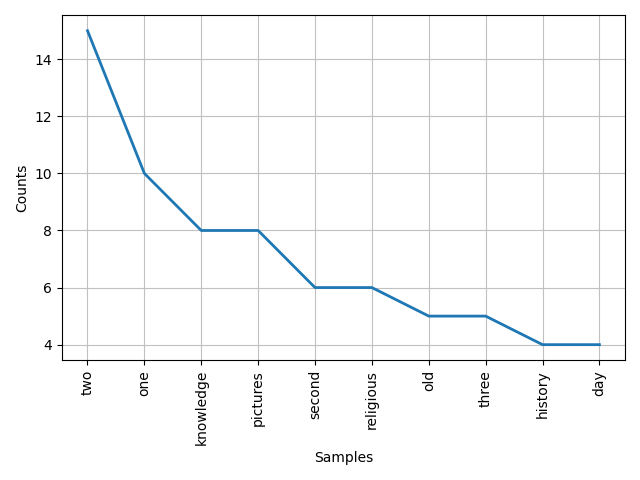 Counts
14
12
10
8
6
4
two
one
knowledge
pictures
second
religious
old
three
history
day
Samples